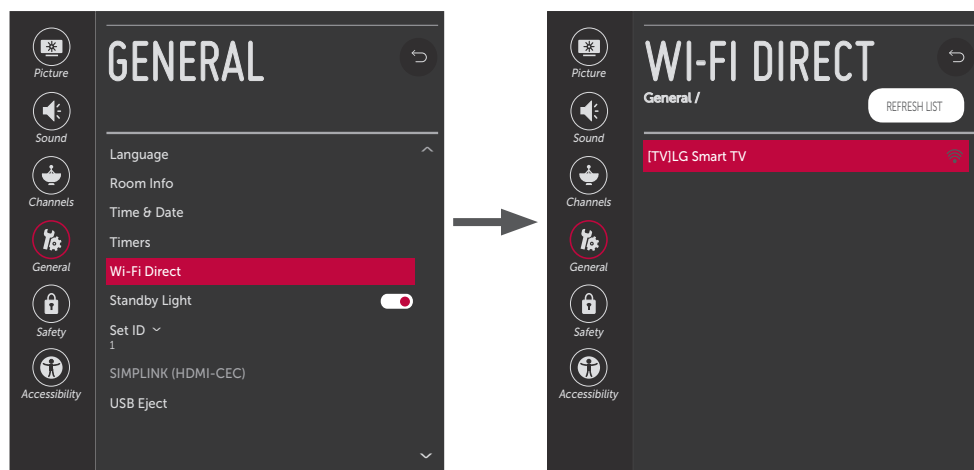 Picture
Sound
Channels
General
Safety
Accessibility
GENERAL
Language
Room Info
Time & Date
Timers
Wi-Fi Direct
Standby Light
Set ID
1
SIMPLINK (HDMI-CEC)
USB Eject
Picture
Sound
Channels
General
Safety
Accessibility
WI-FI DIRECT
General /
REFRESH LIST
[TV]LG Smart TV